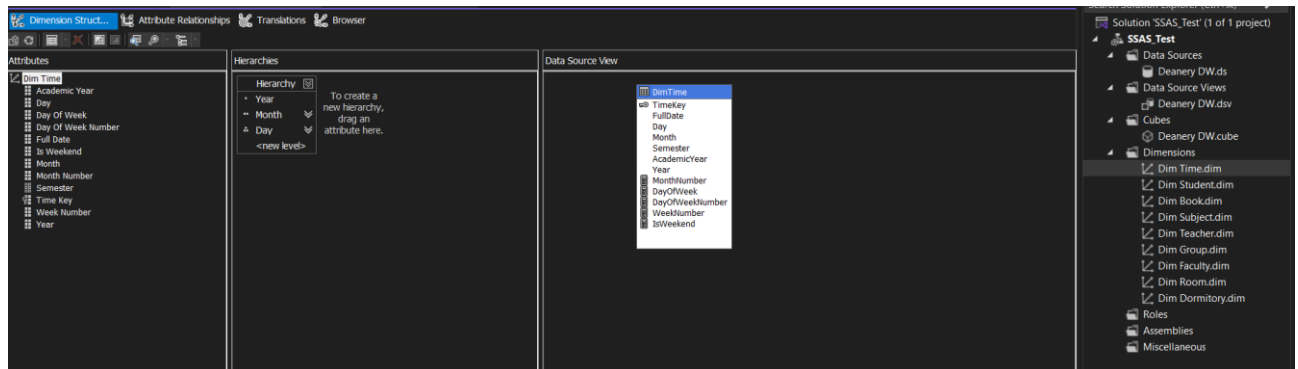 Dimension Struct...
Attribute Relationships
Translations
Browser
Attributes
Dim Time
Academic Year
Day
Day Of Week
Day Of Week Number
Full Date
Is Weekend
Month
Month Number
Semester
Time Key
Week Number
Year
Hierarchies
Hierarchy
Year
Month
Day
<new level>
To create a
new hierarchy,
drag an
attribute here.
Data Source View
DimTime
TimeKey
FullDate
Day
Month
Semester
AcademicYear
Year
MonthNumber
DayOfWeek
DayOfWeekNumber
WeekNumber
IsWeekend
Solution 'SSAS_Test' (1 of 1 project)
SSAS_Test
Data Sources
Deanery DW.ds
Data Source Views
Deanery DW.dsv
Cubes
Deanery DW.cube
Dimensions
Dim Time.dim
Dim Student.dim
Dim Book.dim
Dim Subject.dim
Dim Teacher.dim
Dim Group.dim
Dim Faculty.dim
Dim Room.dim
Dim Dormitory.dim
Roles
Assemblies
Miscellaneous